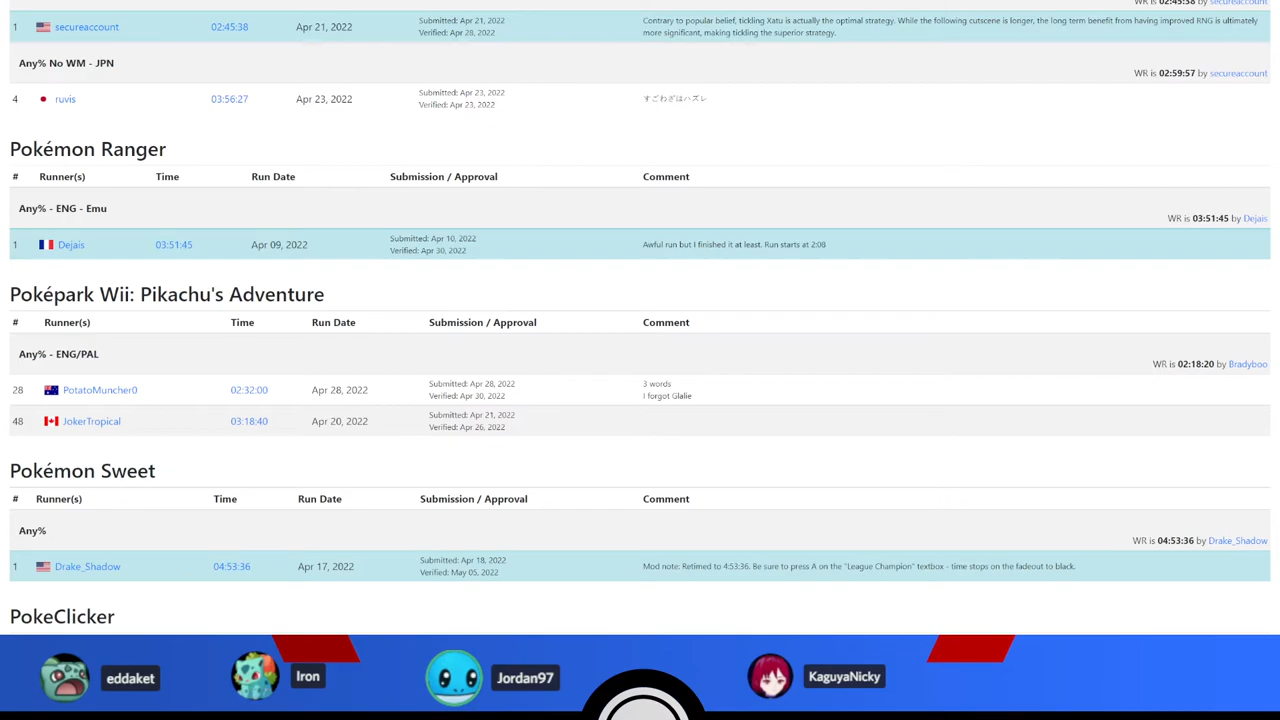 WR is 02:45:38 by secureaccount
1 secureaccount 02:45:38 Apr 21, 2022 Submitted: Apr 21, 2022 Contrary to popular belief, tickling Xatu is actually the optimal strategy. While the following cutscene is longer, the long term benefit from having improved RNG is ultimately
Verified: Apr 28, 2022 more significant, making tickling the superior strategy.
Any% No WM - JPN
WR is 02:59:57 by secureaccount
4 ruvis 03:56:27 Apr 23, 2022 Submitted: Apr 23, 2022 すごわざはハズレ
Verified: Apr 23, 2022
Pokémon Ranger
# Runner(s) Time Run Date Submission / Approval Comment
Any% - ENG - Emu
WR is 03:51:45 by Dejais
1 Dejais 03:51:45 Apr 09, 2022 Submitted: Apr 10, 2022 Awful run but I finished it at least. Run starts at 2:08
Verified: Apr 30, 2022
Poképark Wii: Pikachu's Adventure
# Runner(s) Time Run Date Submission / Approval Comment
Any% - ENG/PAL
WR is 02:18:20 by Bradyboo
28 PotatoMuncher0 02:32:00 Apr 28, 2022 Submitted: Apr 28, 2022 3 words
Verified: Apr 30, 2022 I forgot Glalie
48 JokerTropical 03:18:40 Apr 20, 2022 Submitted: Apr 21, 2022
Verified: Apr 26, 2022
Pokémon Sweet
# Runner(s) Time Run Date Submission / Approval Comment
Any%
WR is 04:53:36 by Drake_Shadow
1 Drake_Shadow 04:53:36 Apr 17, 2022 Submitted: Apr 18, 2022 Mod note: Retimed to 4:53:36. Be sure to press A on the "League Champion" textbox - time stops on the fadeout to black.
Verified: May 05, 2022
PokeClicker
eddaket Iron Jordan97 KaguyaNicky